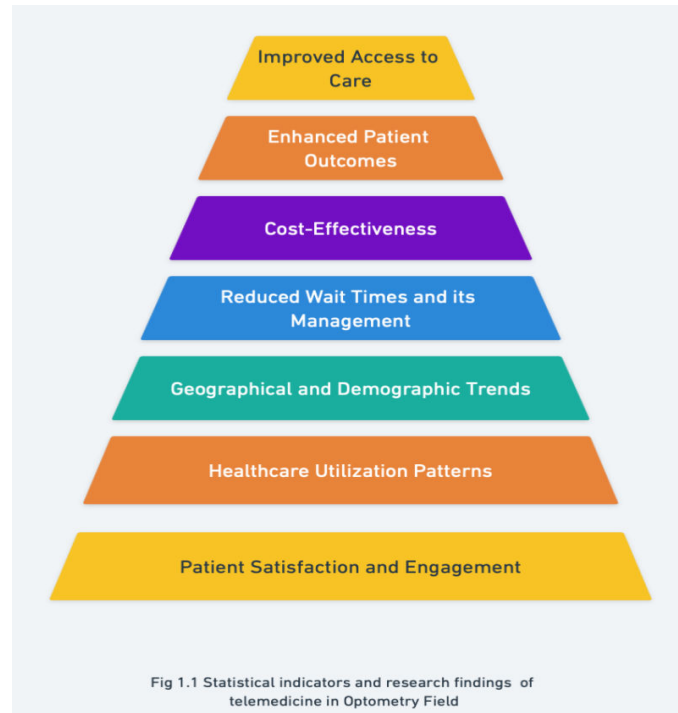 Improved Access to
Care
Enhanced Patient
Outcomes
Cost-Effectiveness
Reduced Wait Times and its
Management
Geographical and Demographic Trends
Healthcare Utilization Patterns
Patient Satisfaction and Engagement
Fig 1.1 Statistical indicators and research findings of
telemedicine in Optometry Field